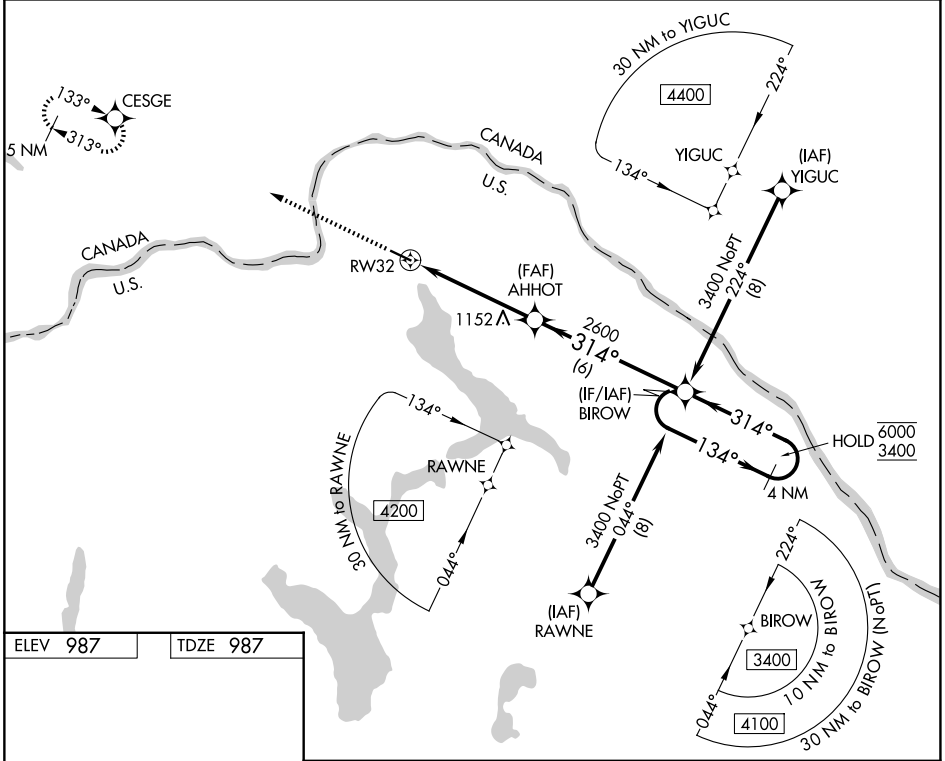 30 NM to YIGUC
224°
4400
134°
YIGUC
(IAF)
YIGUC
133°
CESGE
313°
5 NM
CANADA
U.S.
CANADA
U.S.
3400 NoPT
224°
(8)
RW32
(FAF)
AHHOT
1152
2600
314°
(6)
(IF/IAF)
BIROW
314°
134°
HOLD
6000
3400
4 NM
134°
RAWNE
30 NM to RAWNE
4200
044°
3400 NoPT
044°
(8)
(IAF)
RAWNE
224°
BIROW
3400
10 NM to BIROW
044°
4100
30 NM to BIROW (NoPT)
ELEV 987
TDZE 987